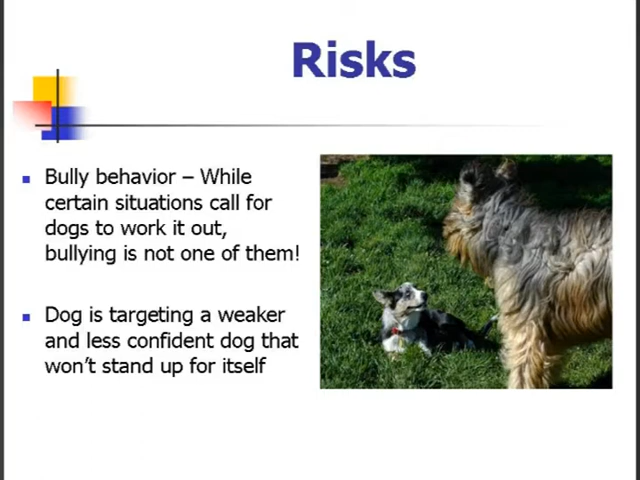 Risks
Bully behavior – While
certain situations call for
dogs to work it out,
bullying is not one of them!
Dog is targeting a weaker
and less confident dog that
won't stand up for itself